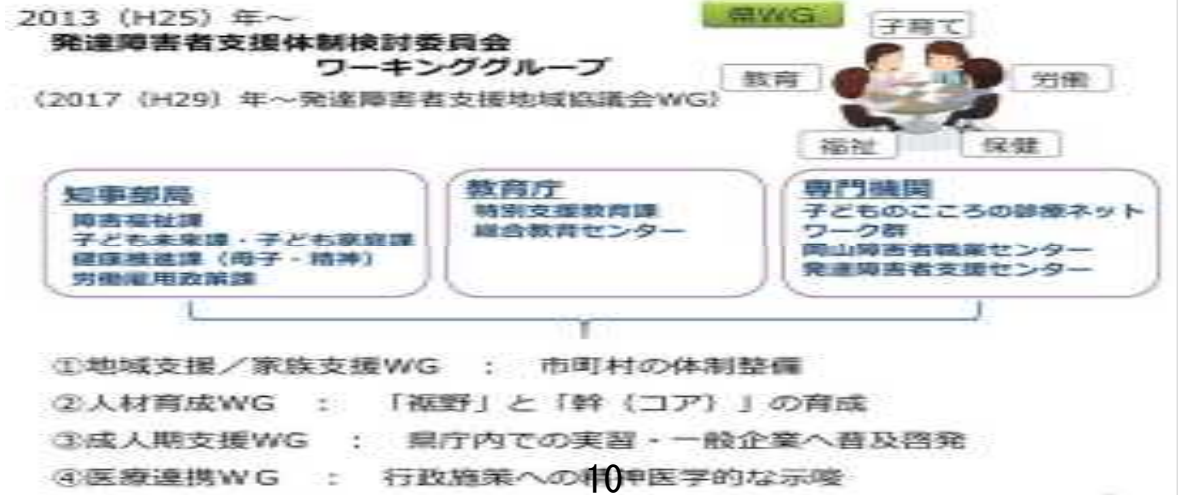 2013（H25）年～
県WG
発達障害者支援体制検討委員会
ワーキンググループ
（2017（H29）年～発達障害者支援地域協議会WG）
子育て
教育
労働
福祉
保健
知事部局
障害福祉課
子ども未来課・子ども家庭課
健康推進課（母子・精神）
労働雇用政策課
教育庁
特別支援教育課
総合教育センター
専門機関
子どものこころの診療ネット
ワーク群
岡山障害者職業センター
発達障害者支援センター
①地域支援／家族支援WG ： 市町村の体制整備
②人材育成WG ： 「裾野」と「幹（コア）」の育成
③成人期支援WG ： 県庁内での実習・一般企業へ普及啓発
④医療連携WG ： 行政施策への精神医学的な示唆
10